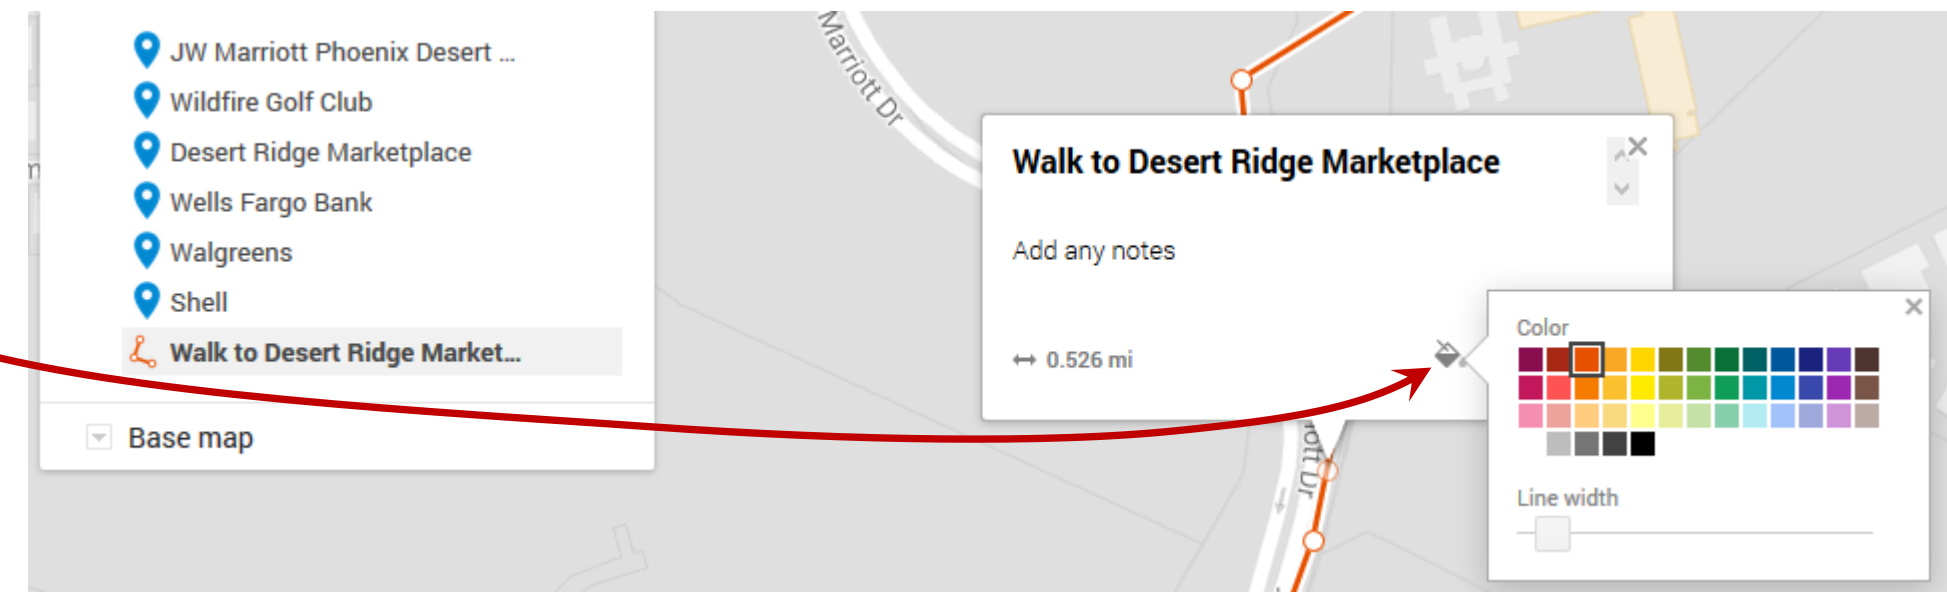 JW Marriott Phoenix Desert ...
Wildfire Golf Club
Desert Ridge Marketplace
Wells Fargo Bank
Walgreens
Shell
Walk to Desert Ridge Market...
Base map
Marriott Dr
Walk to Desert Ridge Marketplace
Add any notes
0.526 mi
Color
Line width
iott Dr